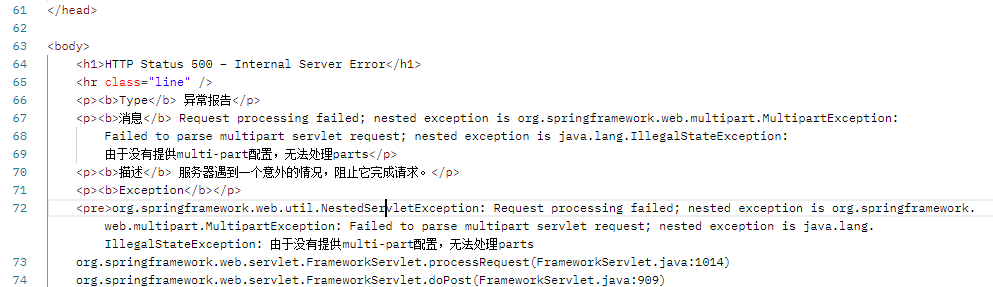 61 </head>
62
63 <body>
64 <h1>HTTP Status 500 – Internal Server Error</h1>
65 <hr class="line" />
66 <p><b>Type</b> 异常报告</p>
67 <p><b>消息</b> Request processing failed; nested exception is org.springframework.web.multipart.MultipartException:
68 Failed to parse multipart servlet request; nested exception is java.lang.IllegalStateException:
69 由于没有提供multi-part配置，无法处理parts</p>
70 <p><b>描述</b> 服务器遇到一个意外的情况，阻止它完成请求。</p>
71 <p><b>Exception</b></p>
72 <pre>org.springframework.web.util.NestedServletException: Request processing failed; nested exception is org.springframework.
web.multipart.MultipartException: Failed to parse multipart servlet request; nested exception is java.lang.
IllegalStateException: 由于没有提供multi-part配置，无法处理parts
73 org.springframework.web.servlet.FrameworkServlet.processRequest(FrameworkServlet.java:1014)
74 org.springframework.web.servlet.FrameworkServlet.doPost(FrameworkServlet.java:909)